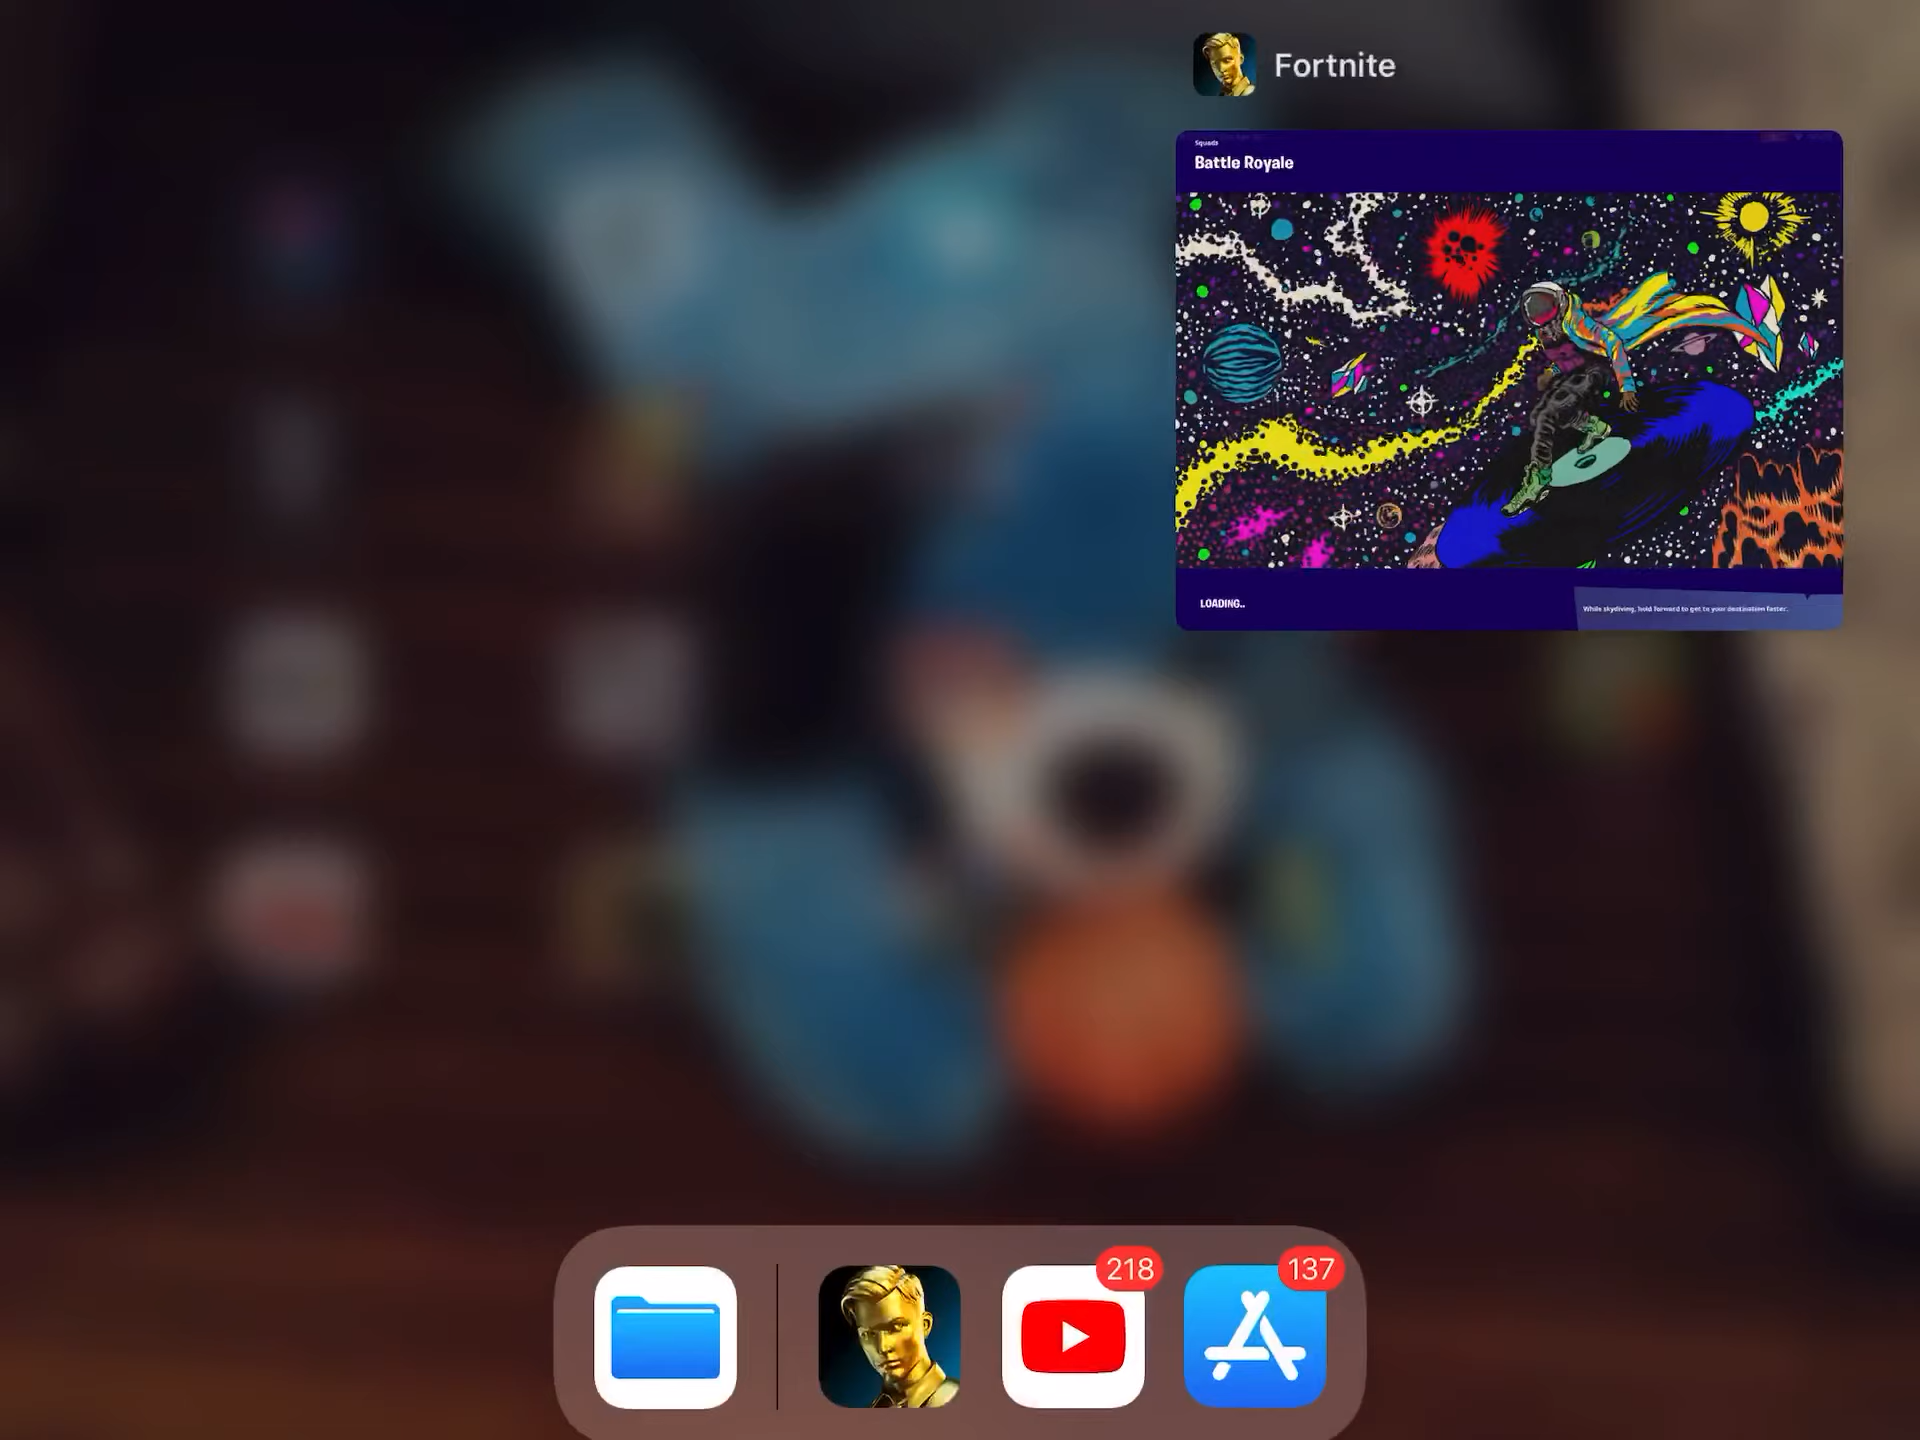 Fortnite
Squads
Battle Royale
LOADING..
While skydiving, hold forward to get to your destination faster.
218
137